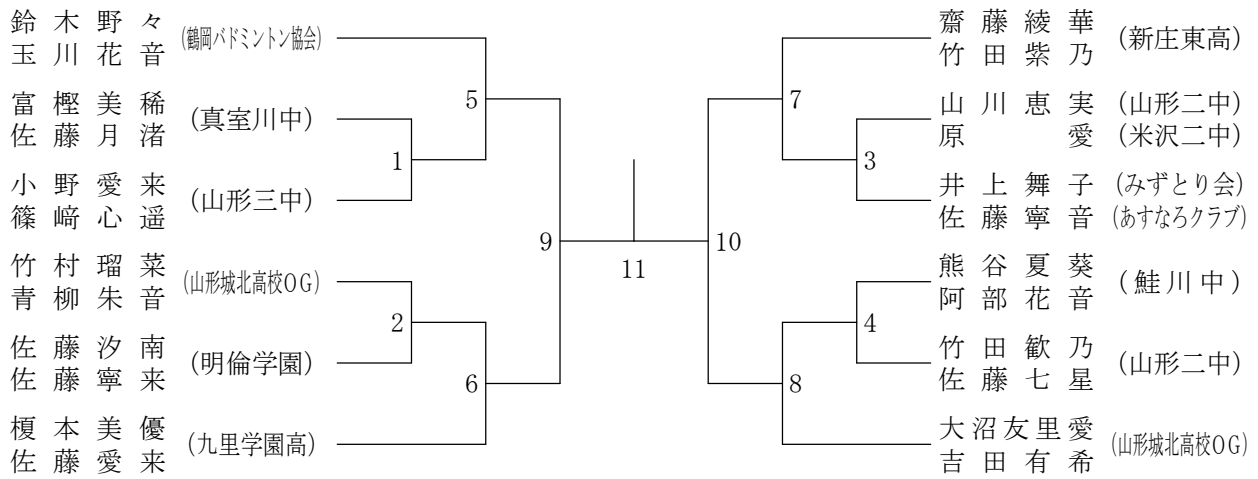 鈴木野々
玉川花音
(鶴岡バドミントン協会)
富樫美稀
佐藤月渚
(真室川中)
小野愛来
篠﨑心遥
(山形三中)
竹村瑠菜
青柳朱音
(山形城北高校OG)
佐藤汐南
佐藤寧来
(明倫学園)
榎本美優
佐藤愛来
(九里学園高)
5
1
9
2
6
11
7
3
10
4
8
齋藤綾華
竹田紫乃
(新庄東高)
山川恵実 (山形二中)
原愛 (米沢二中)
井上舞子 (みずとり会)
佐藤寧音 (あすなろクラブ)
熊谷夏葵
阿部花音
(鮭川中)
竹田歓乃
佐藤七星
(山形二中)
大沼友里愛
吉田有希
(山形城北高校OG)